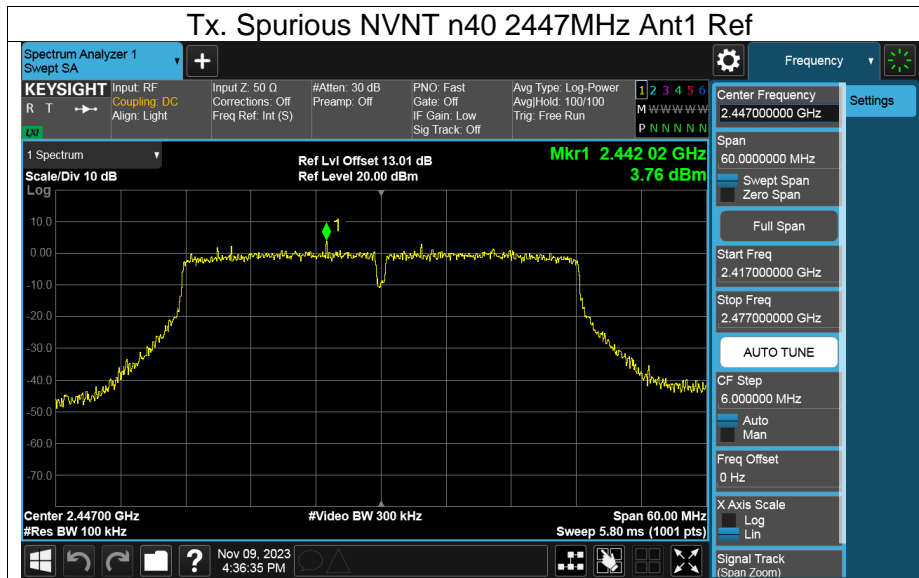 Tx. Spurious NVNT n40 2447MHz Ant1 Ref
Spectrum Analyzer 1
Swept SA
+
Frequency
KEYSIGHT
R T
LXI
Input: RF
Coupling: DC
Align: Light
Input Z: 50 Ω
Corrections: Off
Freq Ref: Int (S)
#Atten: 30 dB
Preamp: Off
PNO: Fast
Gate: Off
IF Gain: Low
Sig Track: Off
Avg Type: Log-Power
Avg|Hold: 100/100
Trig: Free Run
1 2 3 4 5 6
M W W W W W
P N N N N N
1 Spectrum
Scale/Div 10 dB
Log
Ref Lvl Offset 13.01 dB
Ref Level 20.00 dBm
Mkr1 2.442 02 GHz
3.76 dBm
1
10.0
0.00
-10.0
-20.0
-30.0
-40.0
-50.0
-60.0
-70.0
Center 2.44700 GHz
#Res BW 100 kHz
#Video BW 300 kHz
Span 60.00 MHz
Sweep 5.80 ms (1001 pts)
Center Frequency
2.447000000 GHz
Settings
Span
60.0000000 MHz
Swept Span
Zero Span
Full Span
Start Freq
2.417000000 GHz
Stop Freq
2.477000000 GHz
AUTO TUNE
CF Step
6.000000 MHz
Auto
Man
Freq Offset
0 Hz
X Axis Scale
Log
Lin
Signal Track
(Span Zoom)
?
Nov 09, 2023
4:36:35 PM